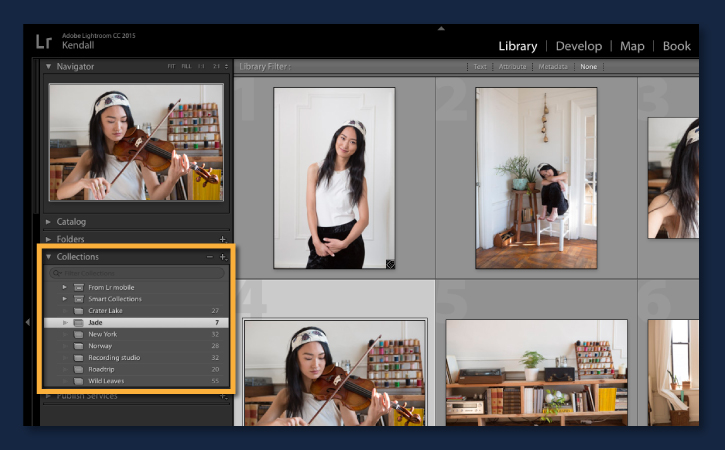 Lr
Adobe Lightroom CC 2015
Kendall
Library | Develop | Map | Book
Navigator
FIT FILL 1:1 2:1
Library Filter :
Text | Attribute | Metadata | None
1
2
3
Catalog
Folders
Collections
Filter Collections
From Lr mobile
Smart Collections
Crater Lake 27
Jade 7
New York 32
Norway 28
Recording studio 32
Roadtrip 20
Wild Leaves 55
Publish Services
4
5
6